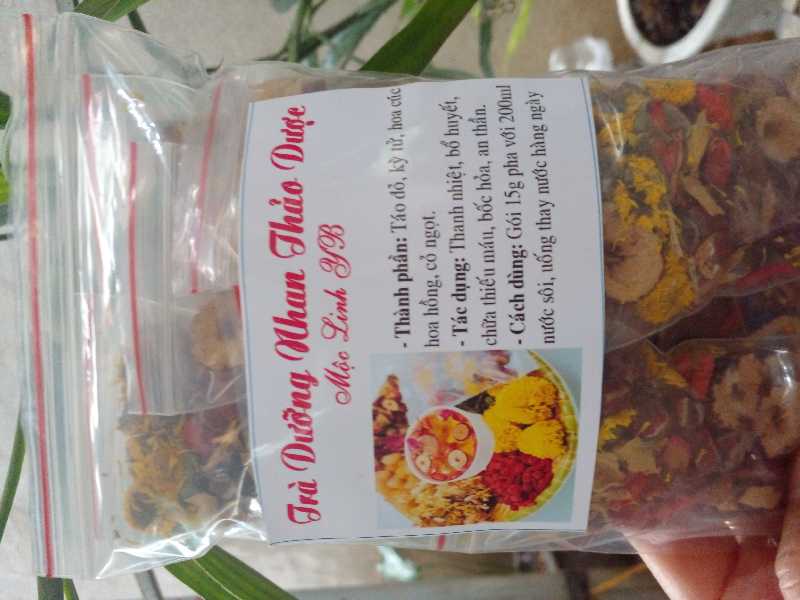 Trà Dưỡng Nhan Thảo Dược
Mộc Linh YB
- Thành phần: Táo đỏ, kỳ tử, hoa cúc
hoa hồng, cỏ ngọt.
- Tác dụng: Thanh nhiệt, bổ huyết,
chữa thiếu máu, bốc hỏa, an thần.
- Cách dùng: Gói 15g pha với 200ml
nước sôi, uống thay nước hàng ngày